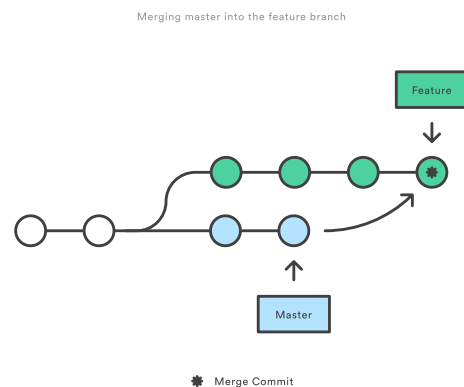 Merging master into the feature branch
Feature
Master
Merge Commit